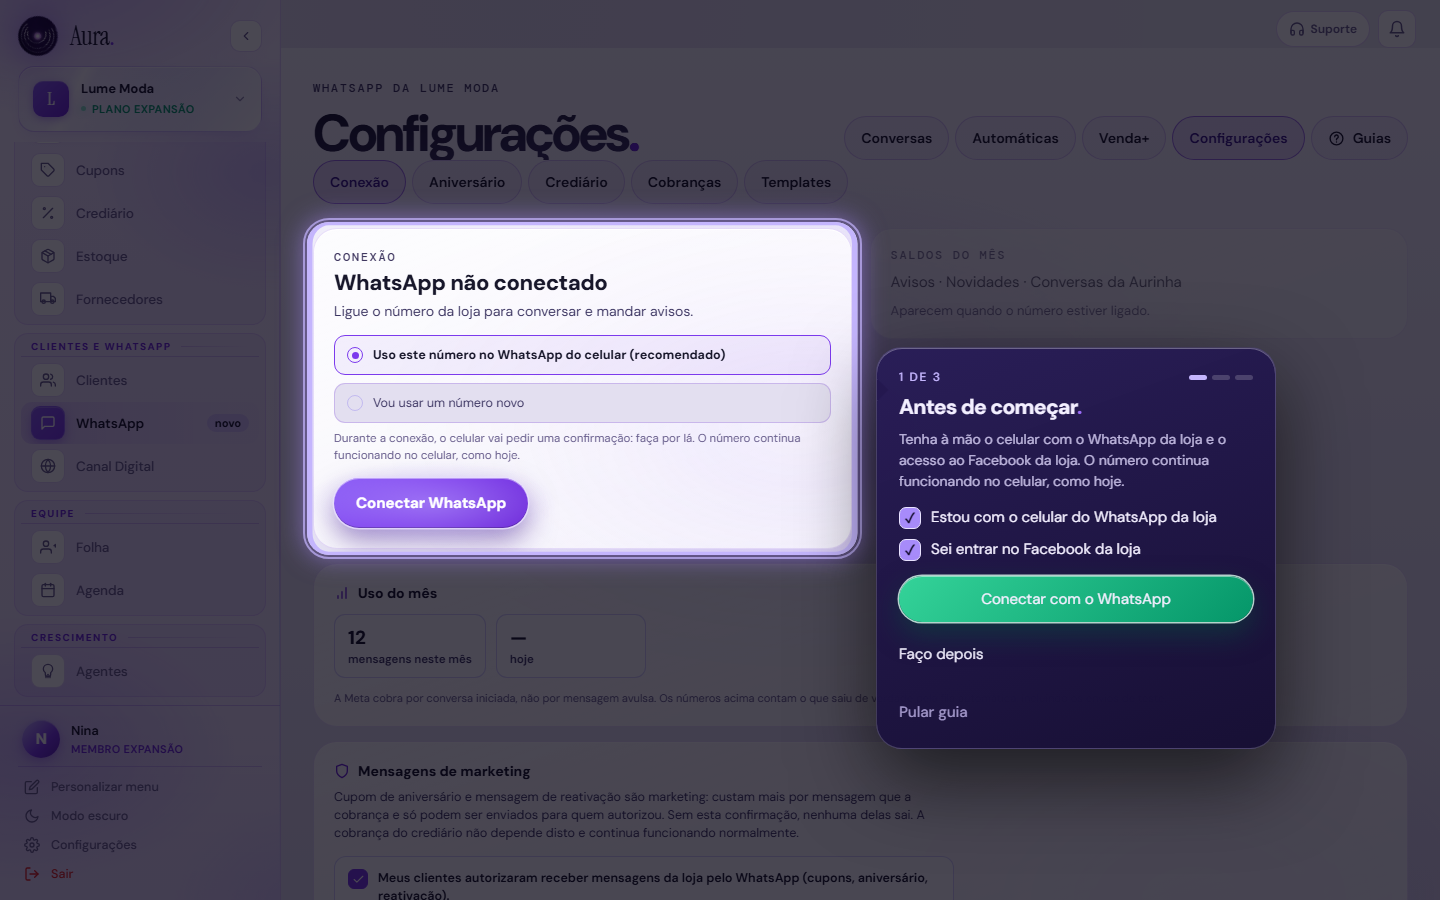 Aura.
Suporte
Lume Moda
PLANO EXPANSÃO
Cupons
Crediário
Estoque
Fornecedores
CLIENTES E WHATSAPP
Clientes
WhatsApp
novo
Canal Digital
EQUIPE
Folha
Agenda
CRESCIMENTO
Agentes
N
Nina
MEMBRO EXPANSÃO
Personalizar menu
Modo escuro
Configurações
Sair
L
WHATSAPP DA LUME MODA
Configurações.
Conversas
Automáticas
Venda+
Configurações
Guias
Conexão
Aniversário
Crediário
Cobranças
Templates
CONEXÃO
WhatsApp não conectado
Ligue o número da loja para conversar e mandar avisos.
Uso este número no WhatsApp do celular (recomendado)
Vou usar um número novo
Durante a conexão, o celular vai pedir uma confirmação: faça por lá. O número continua
funcionando no celular, como hoje.
Conectar WhatsApp
SALDOS DO MÊS
Avisos · Novidades · Conversas da Aurinha
Aparecem quando o número estiver ligado.
1 DE 3
Antes de começar.
Tenha à mão o celular com o WhatsApp da loja e o
acesso ao Facebook da loja. O número continua
funcionando no celular, como hoje.
Estou com o celular do WhatsApp da loja
Sei entrar no Facebook da loja
Conectar com o WhatsApp
Faço depois
Pular guia
Uso do mês
12
mensagens neste mês
—
hoje
A Meta cobra por conversa iniciada, não por mensagem avulsa. Os números acima contam o que saiu de
Mensagens de marketing
Cupom de aniversário e mensagem de reativação são marketing: custam mais por mensagem que a
cobrança e só podem ser enviados para quem autorizou. Sem esta confirmação, nenhuma delas sai. A
cobrança do crediário não depende disto e continua funcionando normalmente.
Meus clientes autorizaram receber mensagens da loja pelo WhatsApp (cupons, aniversário,
reativação).